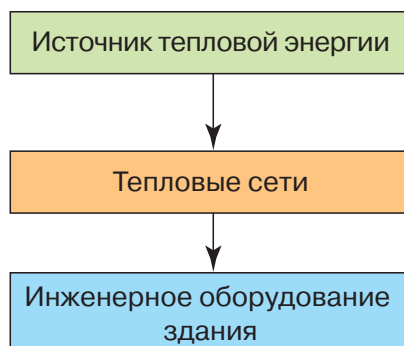 Источник тепловой энергии
Тепловые сети
Инженерное оборудование
здания